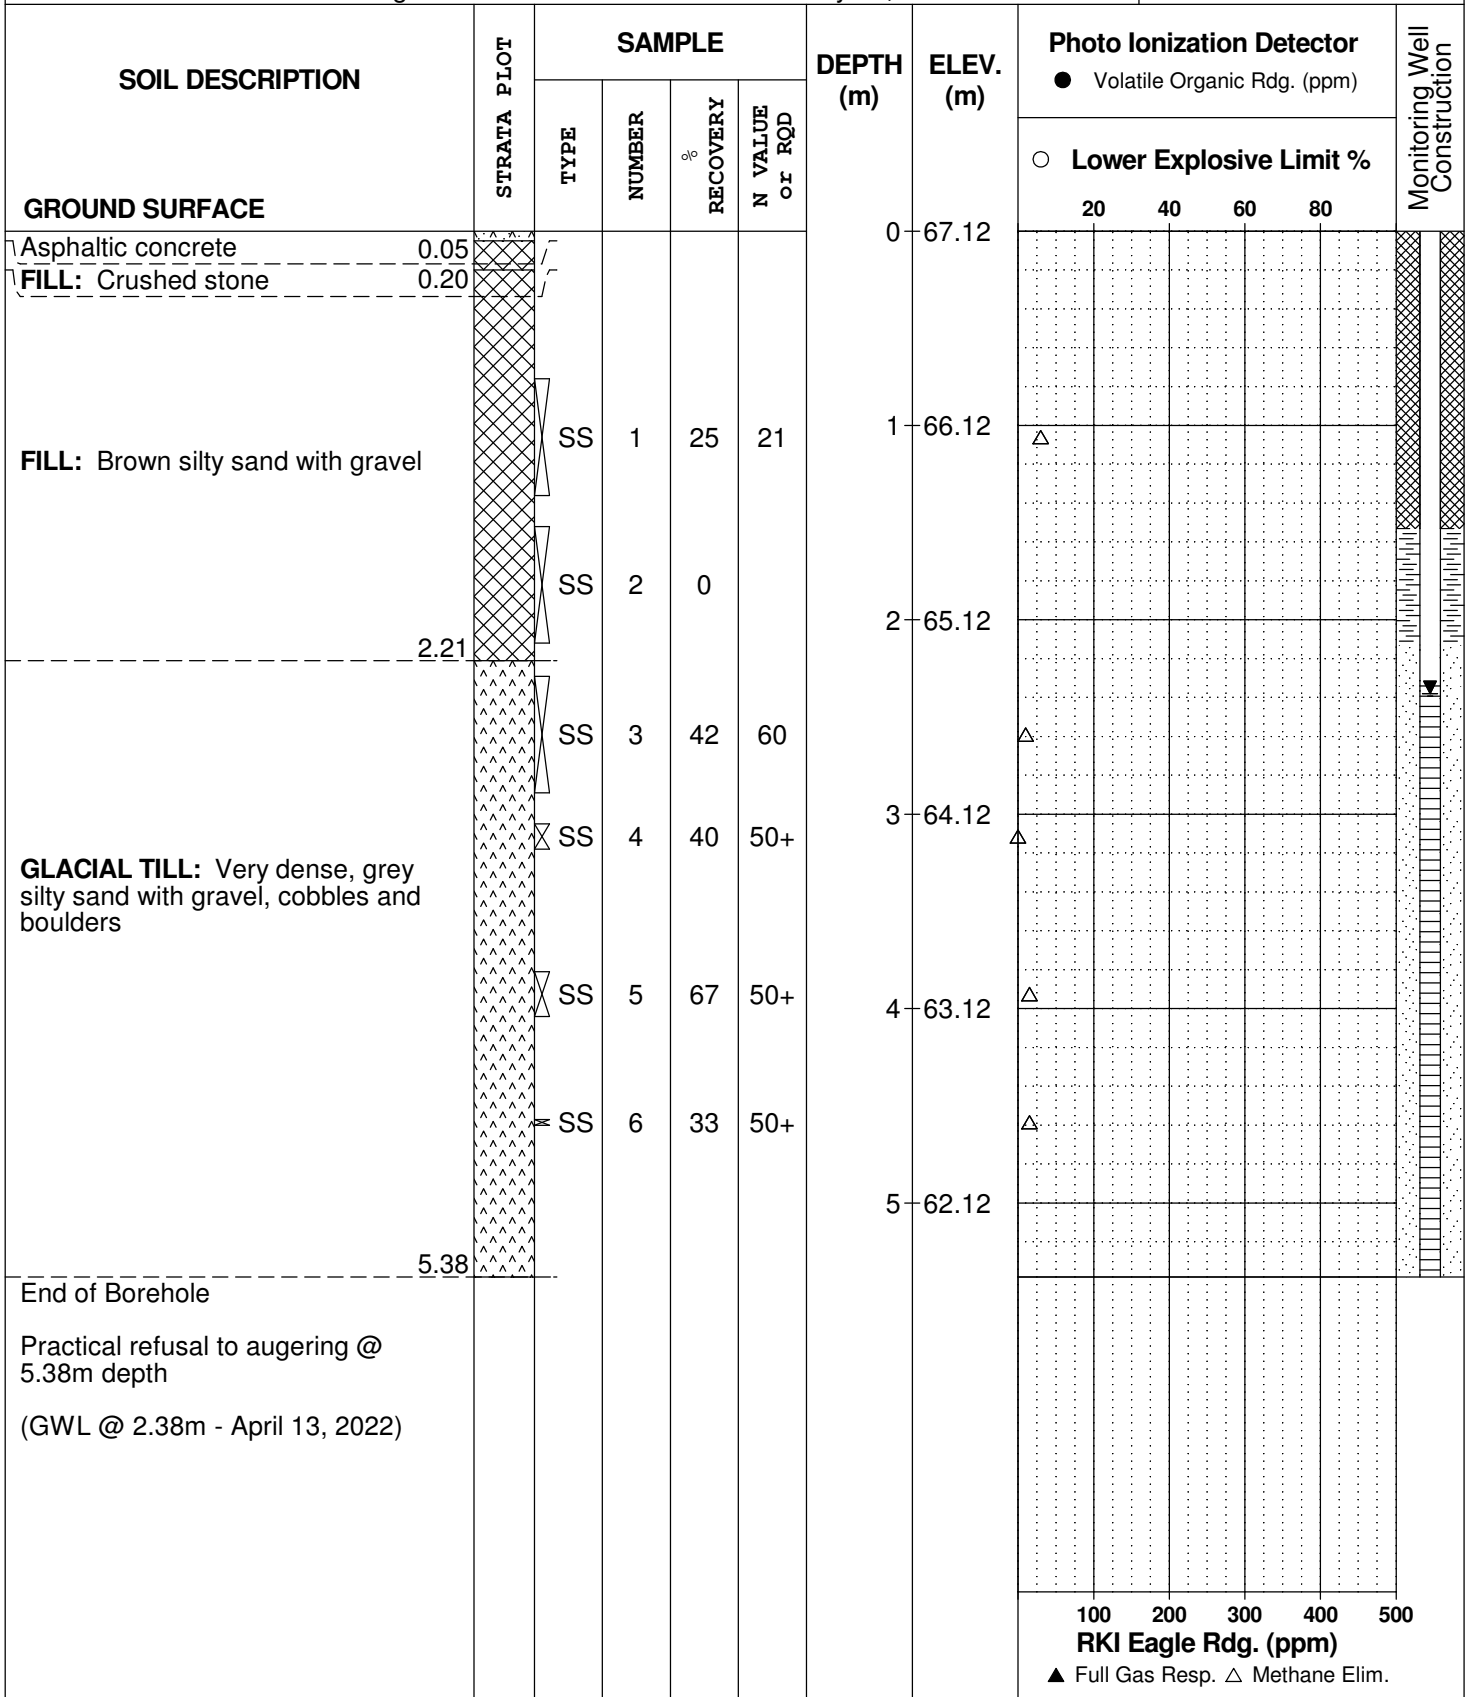 SOIL DESCRIPTION
GROUND SURFACE
STRATA PLOT
SAMPLE
TYPE
NUMBER
%
RECOVERY
N VALUE
or RQD
DEPTH
(m)
ELEV.
(m)
Photo Ionization Detector
● Volatile Organic Rdg. (ppm)
○ Lower Explosive Limit %
20 40 60 80
Monitoring Well
Construction
0 67.12
Asphaltic concrete 0.05
FILL: Crushed stone 0.20
1 66.12
SS 1 25 21
FILL: Brown silty sand with gravel
SS 2 0
2 65.12
2.21
SS 3 42 60
3 64.12
SS 4 40 50+
GLACIAL TILL: Very dense, grey
silty sand with gravel, cobbles and
boulders
SS 5 67 50+
4 63.12
SS 6 33 50+
5 62.12
5.38
End of Borehole
Practical refusal to augering @
5.38m depth
(GWL @ 2.38m - April 13, 2022)
100 200 300 400 500
RKI Eagle Rdg. (ppm)
▲ Full Gas Resp. △ Methane Elim.